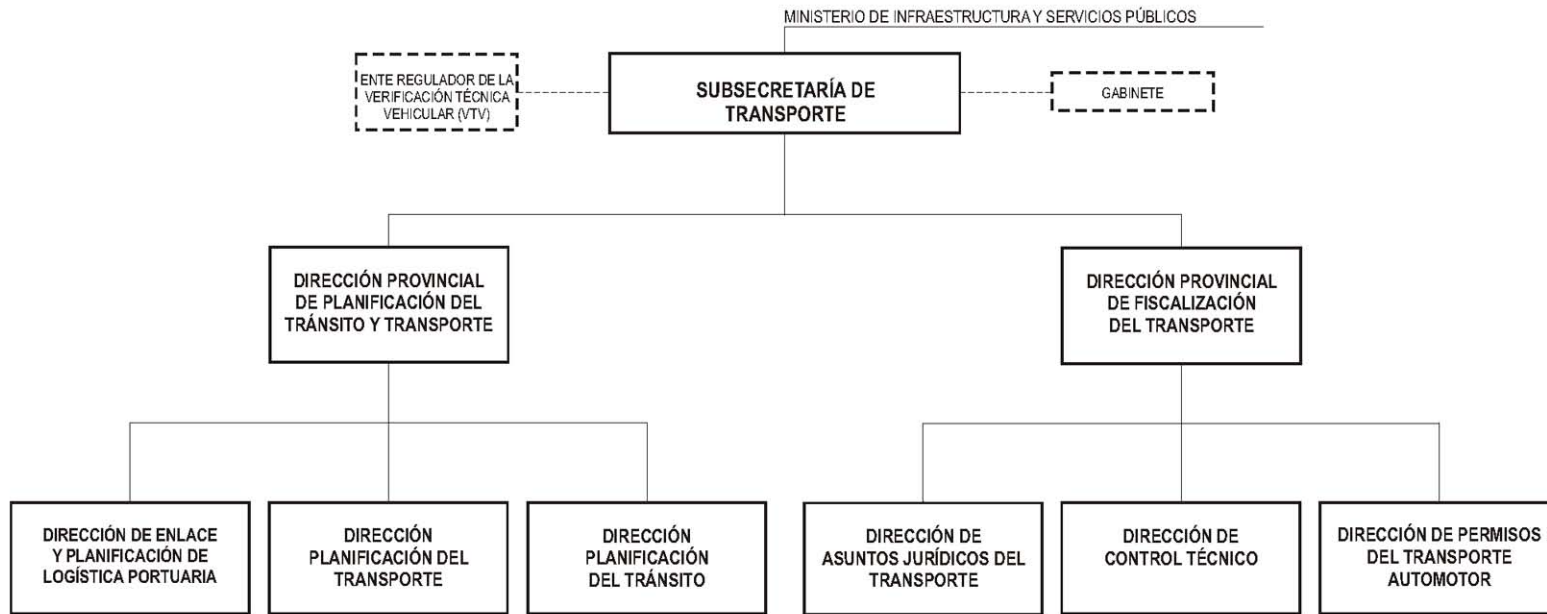 MINISTERIO DE INFRAESTRUCTURA Y SERVICIOS PÚBLICOS
ENTE REGULADOR DE LA
VERIFICACIÓN TÉCNICA
VEHICULAR (VTV)
SUBSECRETARÍA DE
TRANSPORTE
GABINETE
DIRECCIÓN PROVINCIAL
DE PLANIFICACIÓN DEL
TRÁNSITO Y TRANSPORTE
DIRECCIÓN PROVINCIAL
DE FISCALIZACIÓN
DEL TRANSPORTE
DIRECCIÓN DE ENLACE
Y PLANIFICACIÓN DE
LOGÍSTICA PORTUARIA
DIRECCIÓN
PLANIFICACIÓN DEL
TRANSPORTE
DIRECCIÓN
PLANIFICACIÓN
DEL TRÁNSITO
DIRECCIÓN DE
ASUNTOS JURÍDICOS DEL
TRANSPORTE
DIRECCIÓN DE
CONTROL TÉCNICO
DIRECCIÓN DE PERMISOS
DEL TRANSPORTE
AUTOMOTOR